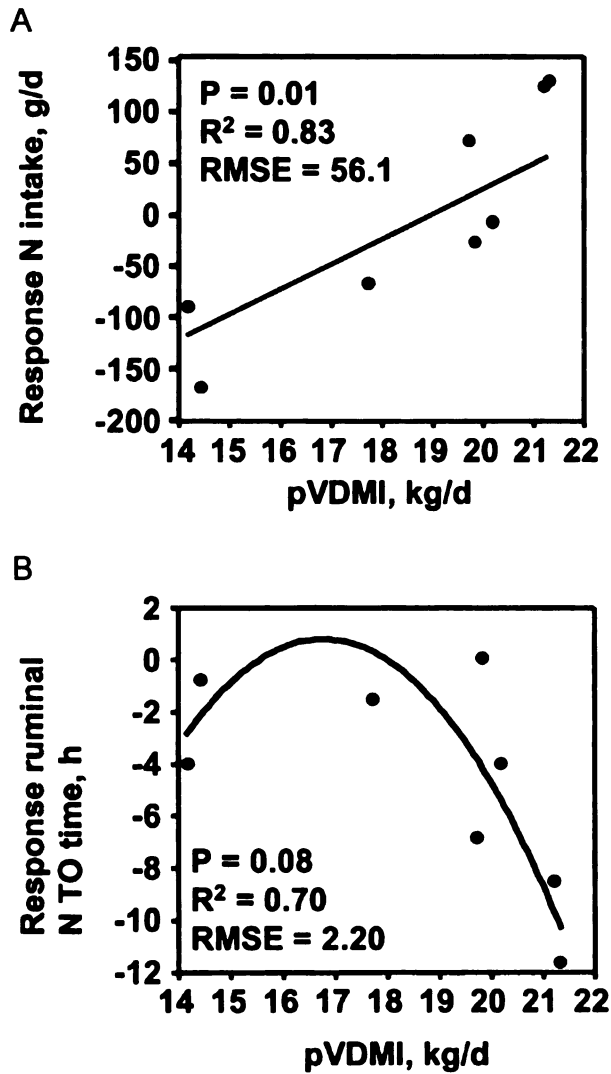 A
Response N intake, g/d
150
100
50
0
-50
-100
-150
-200
P = 0.01
R² = 0.83
RMSE = 56.1
14 15 16 17 18 19 20 21 22
pVDMI, kg/d
B
Response ruminal
N TO time, h
2
0
-2
-4
-6
-8
-10
-12
P = 0.08
R² = 0.70
RMSE = 2.20
14 15 16 17 18 19 20 21 22
pVDMI, kg/d